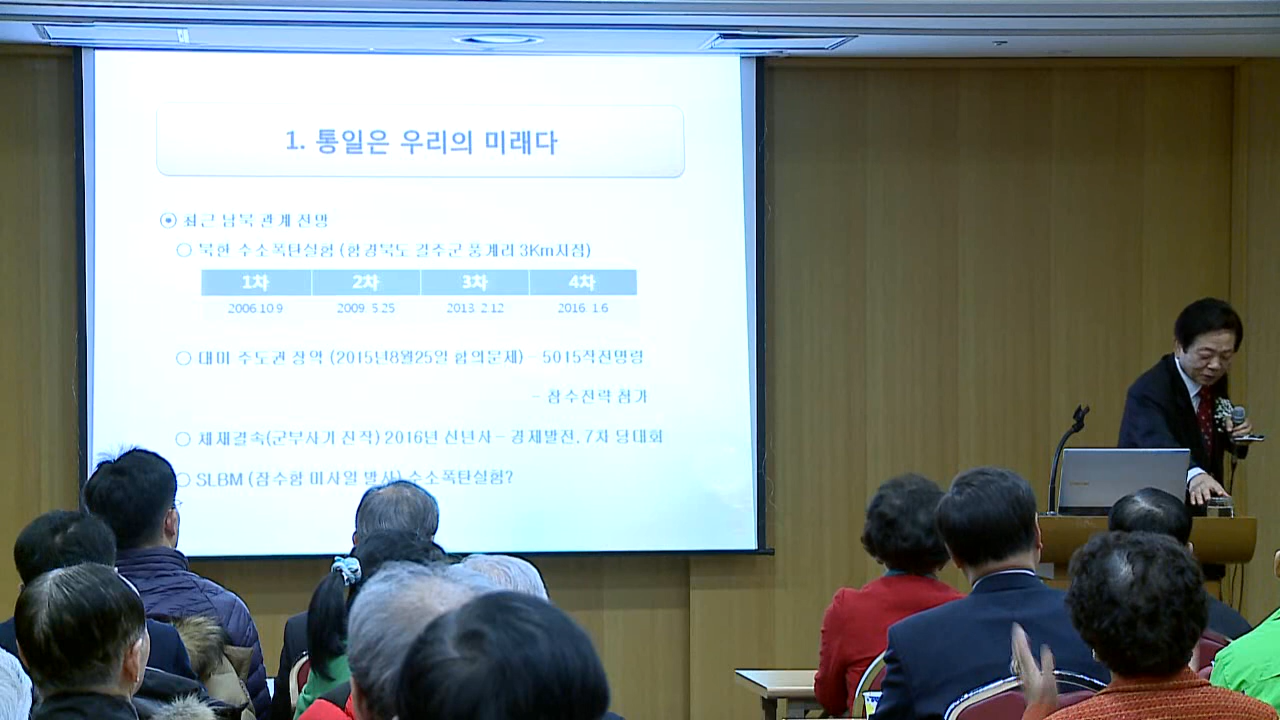 1. 통일은 우리의 미래다
최근 남북 관계 전망
북한 수소폭탄실험 (함경북도 길주군 풍계리 3Km지점)
1차 2차 3차 4차
2006.10.9 2009. 5.25 2013. 2.12 2016. 1.6
대미 주도권 장악 (2015년8월25일 합의문제) - 5015작전명령
- 참수전략 참가
체재결속(군부사기 진작) 2016년 신년사 - 경제발전, 7차 당대회
SLBM (잠수함 미사일 발사) 수소폭탄실험?